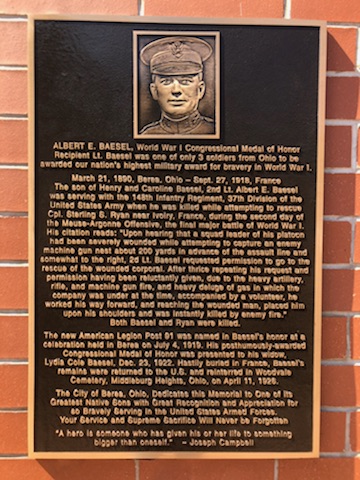 ALBERT E. BAESEL, World War I Congressional Medal of Honor
Recipient Lt. Baesel was one of only 3 soldiers from Ohio to be
awarded our nation's highest military award for bravery in World War I.
March 21, 1890, Berea, Ohio - Sept. 27, 1918, France
The son of Henry and Caroline Baesel, 2nd Lt. Albert E. Baesel
was serving with the 148th Infantry Regiment, 37th Division of the
United States Army when he was killed while attempting to rescue
Cpl. Sterling S. Ryan near Ivoiry, France, during the second day of
the Meuse-Argonne Offensive, the final major battle of World War I.
His citation reads: "Upon hearing that a squad leader of his platoon
had been severely wounded while attempting to capture an enemy
machine gun nest about 200 yards in advance of the assault line and
somewhat to the right, 2d Lt. Baesel requested permission to go to the
rescue of the wounded corporal. After thrice repeating his request and
permission having been reluctantly given, due to the heavy artillery,
rifle, and machine gun fire, and heavy deluge of gas in which the
company was under at the time, accompanied by a volunteer, he
worked his way forward, and reaching the wounded man, placed him
upon his shoulders and was instantly killed by enemy fire."
Both Baesel and Ryan were killed.
The new American Legion Post 91 was named in Baesel's honor at a
celebration held in Berea on July 4, 1919. His posthumously-awarded
Congressional Medal of Honor was presented to his widow,
Lydia Cole Baesel, Dec. 23, 1922. Hastily buried in France, Baesel's
remains were returned to the U.S. and reinterred in Woodvale
Cemetery, Middleburg Heights, Ohio, on April 11, 1926.
The City of Berea, Ohio, Dedicates this Memorial to One of its
Greatest Native Sons with Great Recognition and Appreciation for
so Bravely Serving in the United States Armed Forces.
Your Service and Supreme Sacrifice Will Never be Forgotten
"A hero is someone who has given his or her life to something
bigger than oneself." - Joseph Campbell